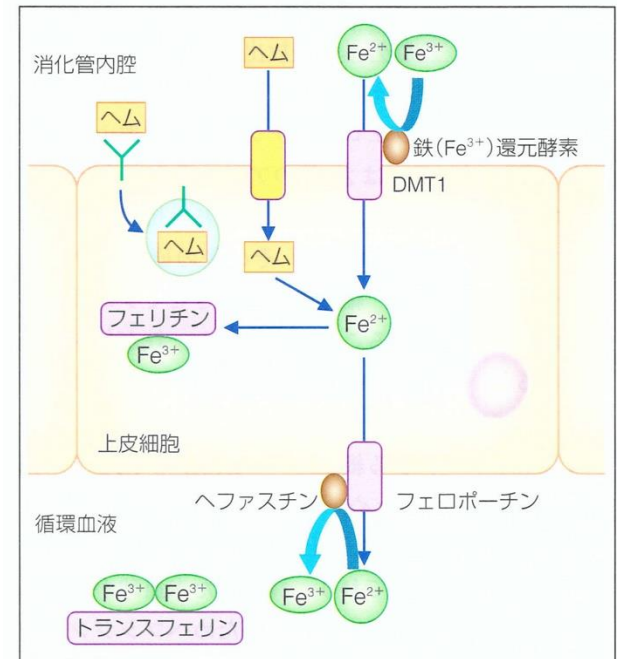 ヘム
Fe²⁺
Fe³⁺
消化管内腔
ヘム
鉄(Fe³⁺)還元酵素
DMT1
ヘム
ヘム
フェリチン
Fe³⁺
Fe²⁺
上皮細胞
ヘファスチン
フェロポーチン
循環血液
Fe³⁺
Fe³⁺
Fe³⁺
Fe²⁺
トランスフェリン